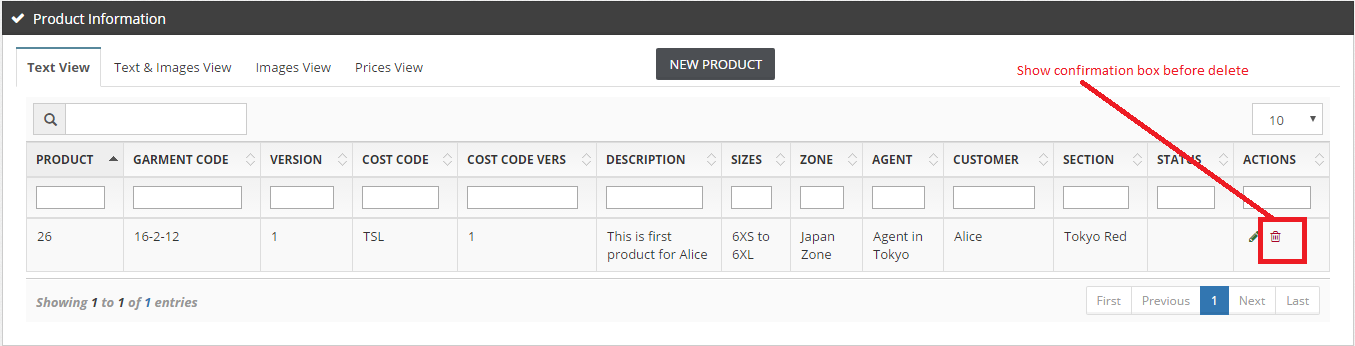 Product Information
Text View Text & Images View Images View Prices View NEW PRODUCT
Show confirmation box before delete
10
PRODUCT GARMENT CODE VERSION COST CODE COST CODE VERS DESCRIPTION SIZES ZONE AGENT CUSTOMER SECTION STATUS ACTIONS
26 16-2-12 1 TSL 1 This is first 6XS to Japan Agent in Alice Tokyo Red
product for Alice 6XL Zone Tokyo
Showing 1 to 1 of 1 entries First Previous 1 Next Last